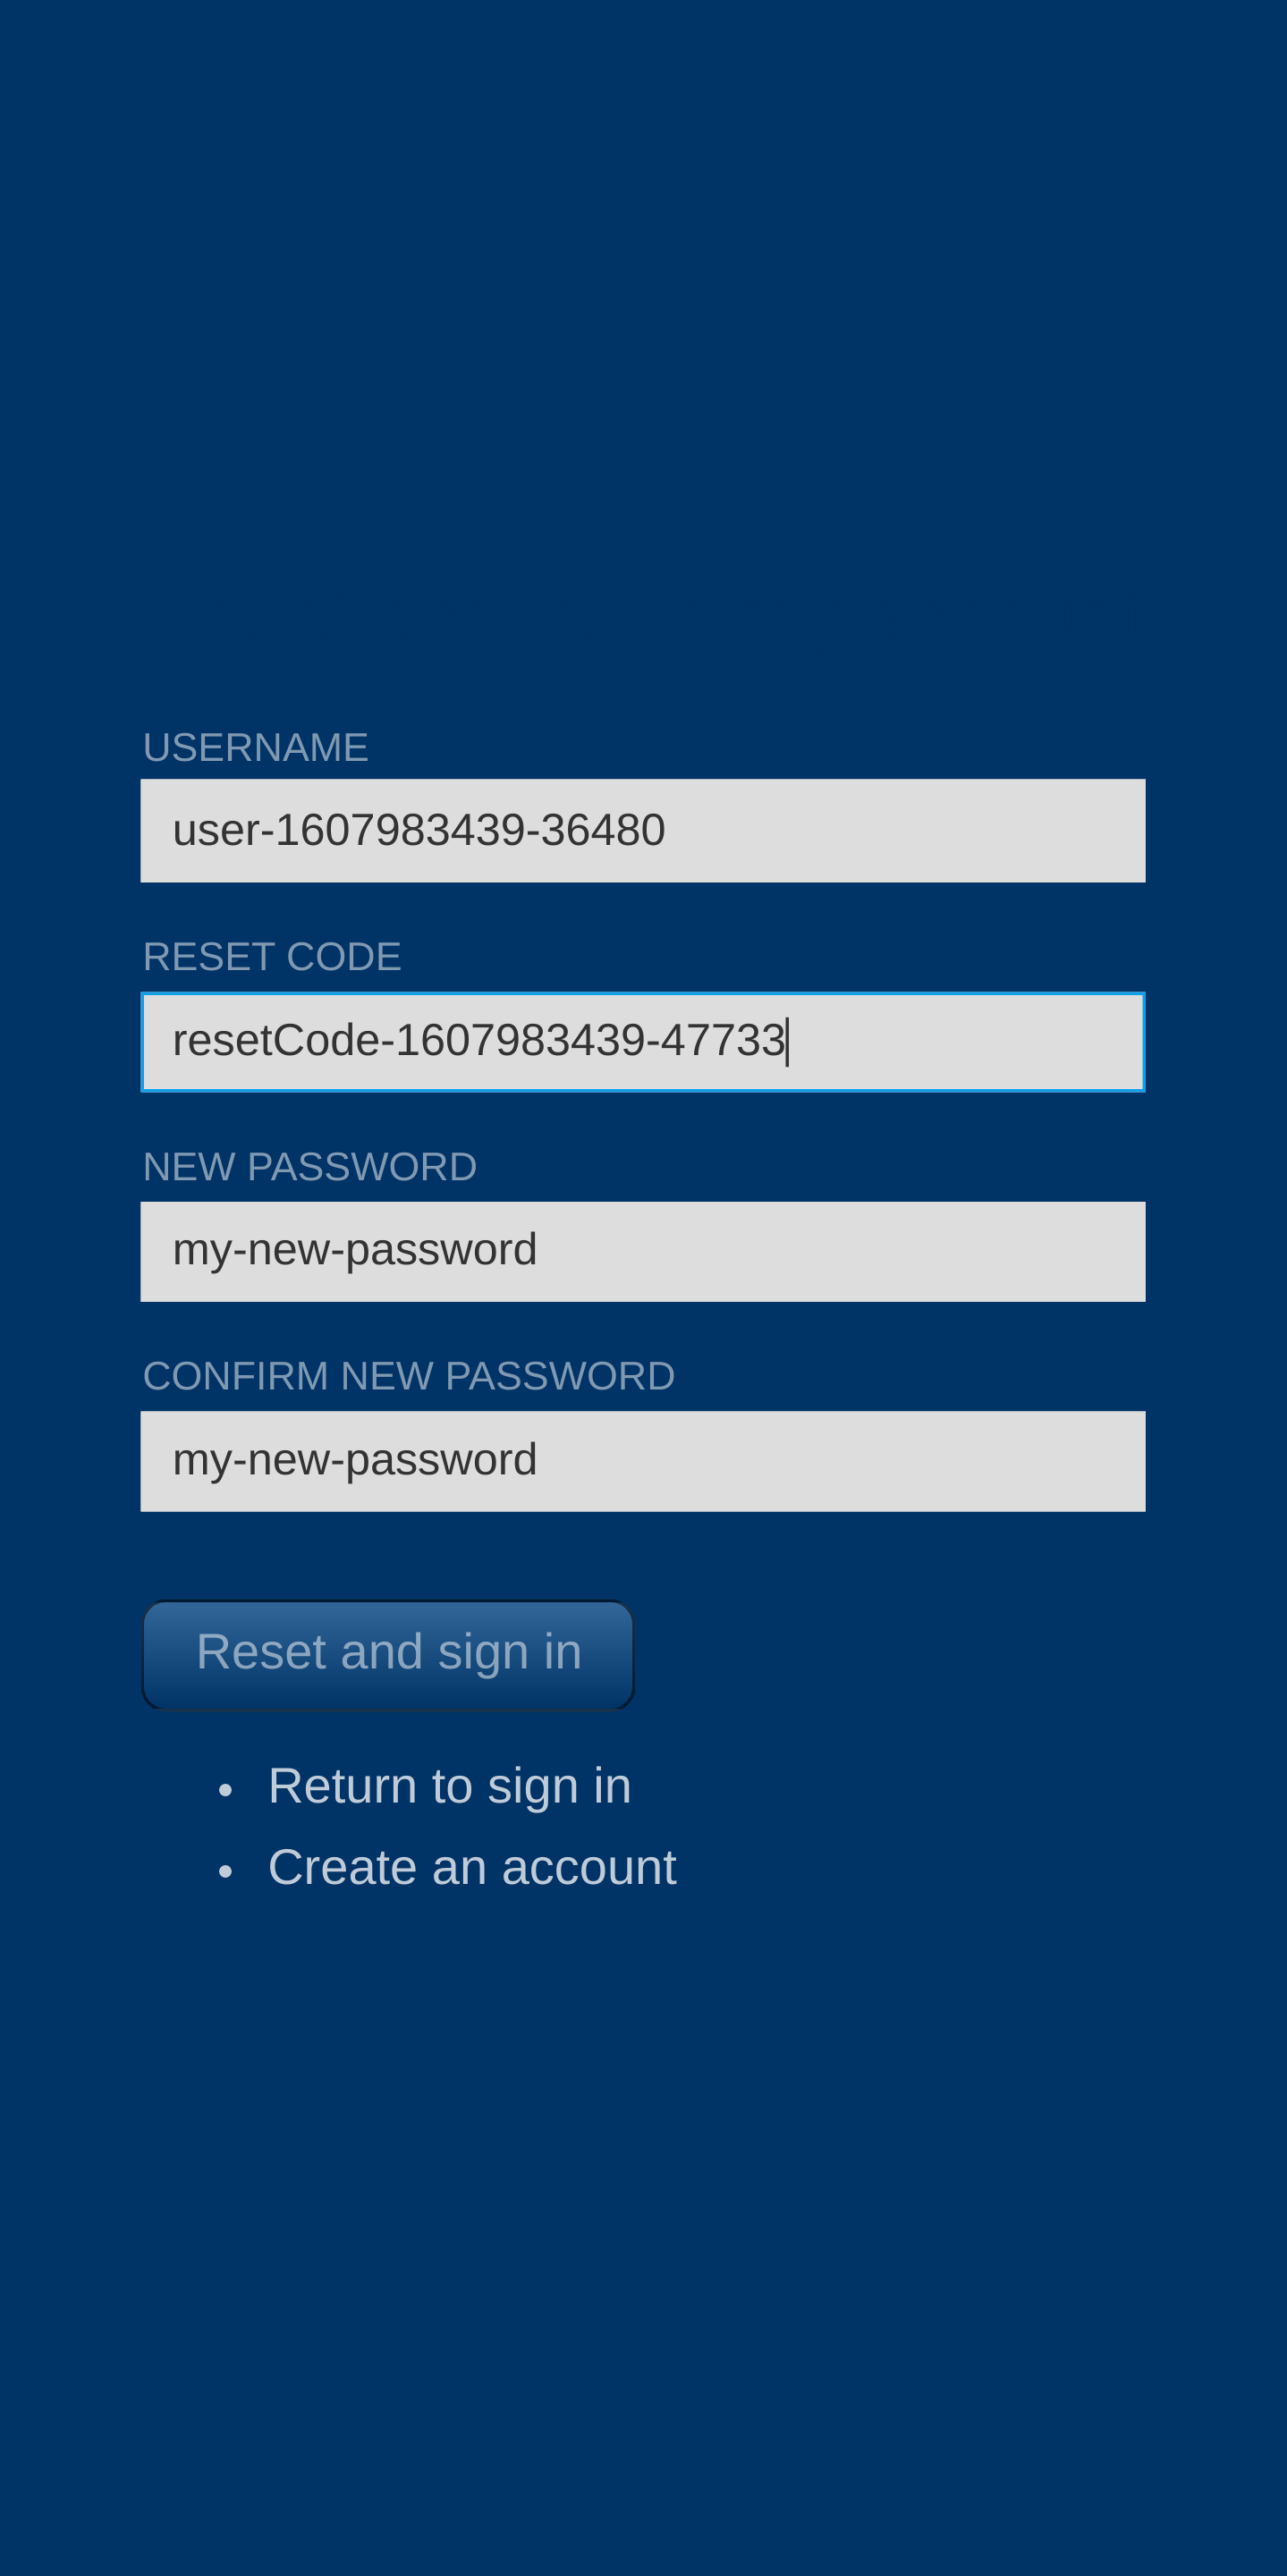 USERNAME
user-1607983439-36480
RESET CODE
resetCode-1607983439-47733
NEW PASSWORD
my-new-password
CONFIRM NEW PASSWORD
my-new-password
Reset and sign in
• Return to sign in
• Create an account